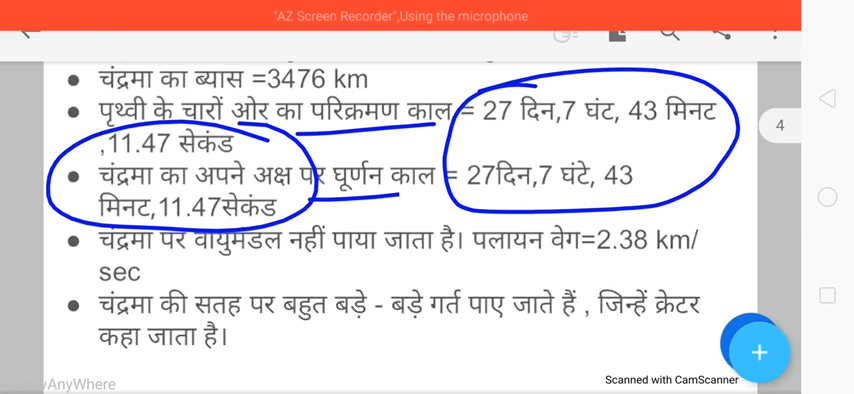 "AZ Screen Recorder",Using the microphone
चंद्रमा का ब्यास =3476 km
पृथ्वी के चारों ओर का परिक्रमण काल = 27 दिन,7 घंट, 43 मिनट
,11.47 सेकंड
4
चंद्रमा का अपने अक्ष पर घूर्णन काल = 27दिन,7 घंटे, 43
मिनट,11.47सेकंड
चंद्रमा पर वायुमंडल नहीं पाया जाता है। पलायन वेग=2.38 km/
sec
चंद्रमा की सतह पर बहुत बड़े - बड़े गर्त पाए जाते हैं , जिन्हें क्रेटर
कहा जाता है।
Scanned with CamScanner